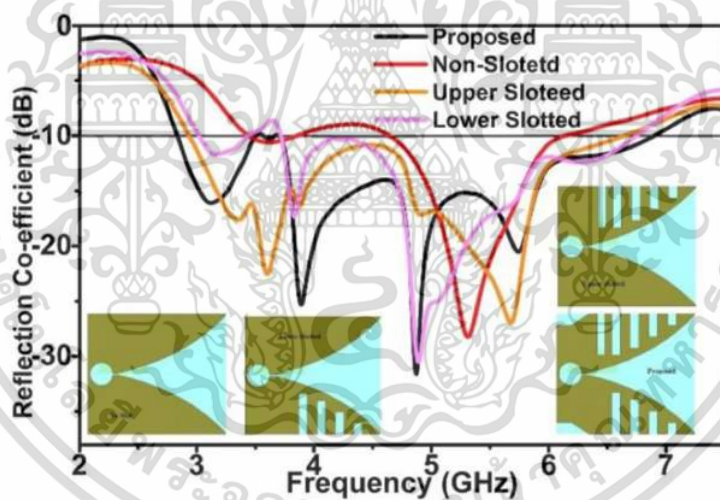 0
-10
-20
-30
Reflection Co-efficient (dB)
Proposed
Non-Slotetd
Upper Sloteed
Lower Slotted
Proposed
2 3 4 5 6 7
Frequency (GHz)